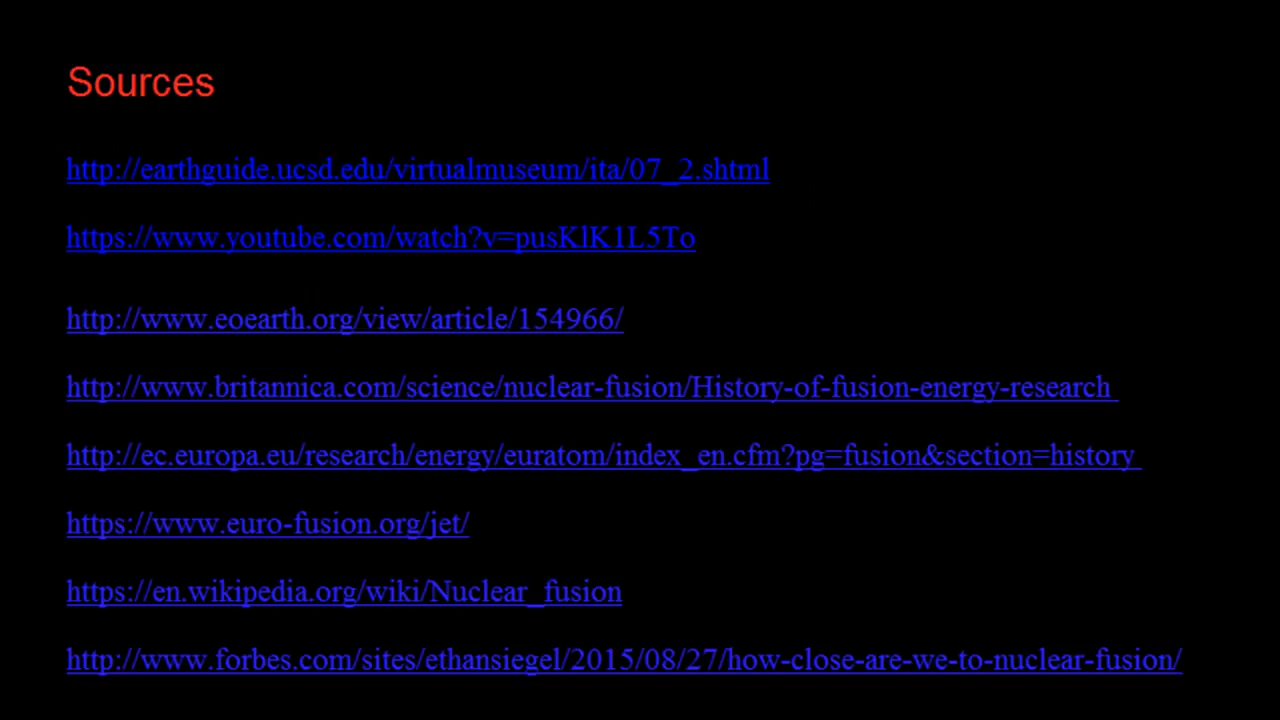 Sources
http://earthguide.ucsd.edu/virtualmuseum/ita/07_2.shtml
https://www.youtube.com/watch?v=pusKlK1L5To
http://www.eoearth.org/view/article/154966/
http://www.britannica.com/science/nuclear-fusion/History-of-fusion-energy-research
http://ec.europa.eu/research/energy/euratom/index_en.cfm?pg=fusion&section=history
https://www.euro-fusion.org/jet/
https://en.wikipedia.org/wiki/Nuclear_fusion
http://www.forbes.com/sites/ethansiegel/2015/08/27/how-close-are-we-to-nuclear-fusion/